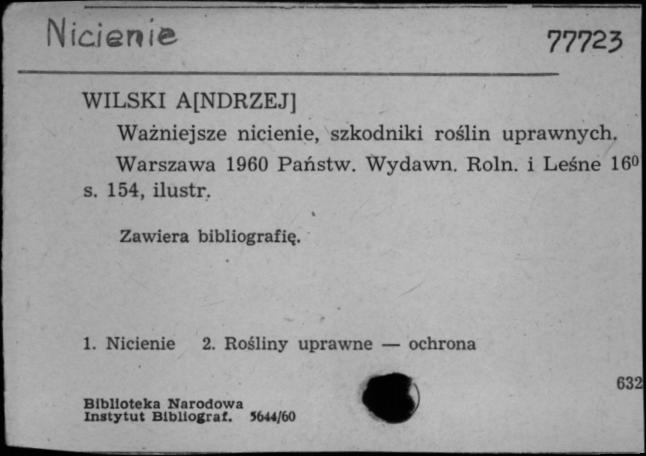 Nicienie 77723
WILSKI A[NDRZEJ]
Ważniejsze nicienie, szkodniki roślin uprawnych.
Warszawa 1960 Państw. Wydawn. Roln. i Leśne 16⁰
s. 154, ilustr.
Zawiera bibliografię.
1. Nicienie 2. Rośliny uprawne — ochrona
632
Biblioteka Narodowa
Instytut Bibliograf. 5644/60